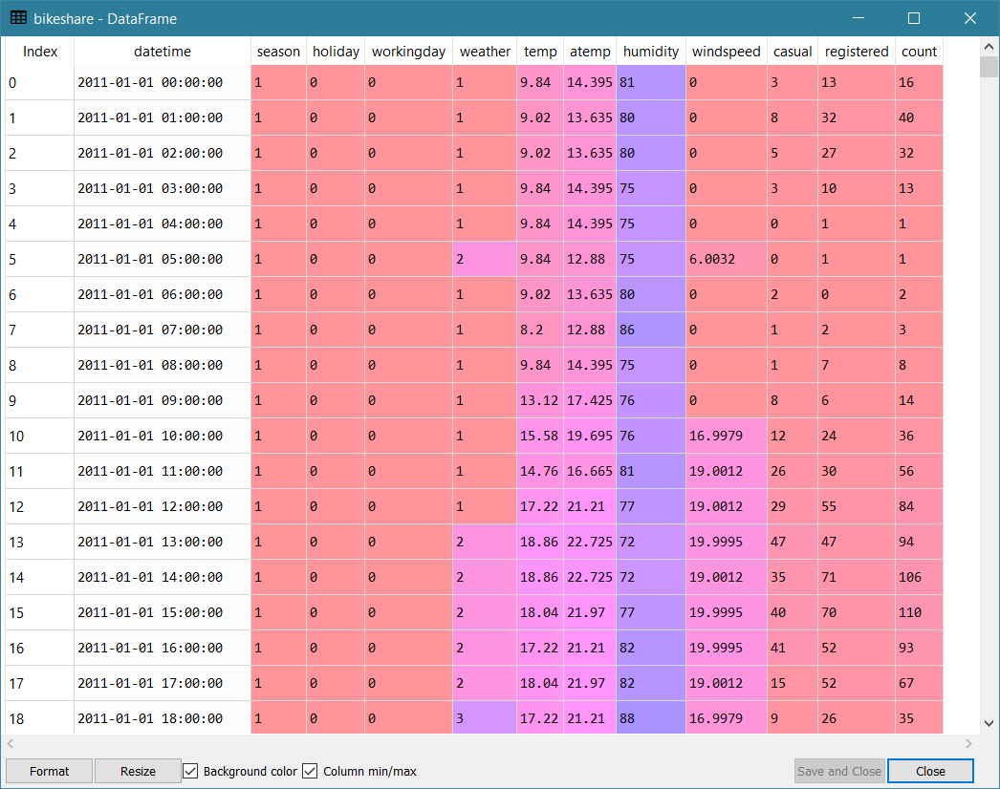 bikeshare - DataFrame
Index datetime season holiday workingday weather temp atemp humidity windspeed casual registered count
0 2011-01-01 00:00:00 1 0 0 1 9.84 14.395 81 0 3 13 16
1 2011-01-01 01:00:00 1 0 0 1 9.02 13.635 80 0 8 32 40
2 2011-01-01 02:00:00 1 0 0 1 9.02 13.635 80 0 5 27 32
3 2011-01-01 03:00:00 1 0 0 1 9.84 14.395 75 0 3 10 13
4 2011-01-01 04:00:00 1 0 0 1 9.84 14.395 75 0 0 1 1
5 2011-01-01 05:00:00 1 0 0 2 9.84 12.88 75 6.0032 0 1 1
6 2011-01-01 06:00:00 1 0 0 1 9.02 13.635 80 0 2 0 2
7 2011-01-01 07:00:00 1 0 0 1 8.2 12.88 86 0 1 2 3
8 2011-01-01 08:00:00 1 0 0 1 9.84 14.395 75 0 1 7 8
9 2011-01-01 09:00:00 1 0 0 1 13.12 17.425 76 0 8 6 14
10 2011-01-01 10:00:00 1 0 0 1 15.58 19.695 76 16.9979 12 24 36
11 2011-01-01 11:00:00 1 0 0 1 14.76 16.665 81 19.0012 26 30 56
12 2011-01-01 12:00:00 1 0 0 1 17.22 21.21 77 19.0012 29 55 84
13 2011-01-01 13:00:00 1 0 0 2 18.86 22.725 72 19.9995 47 47 94
14 2011-01-01 14:00:00 1 0 0 2 18.86 22.725 72 19.0012 35 71 106
15 2011-01-01 15:00:00 1 0 0 2 18.04 21.97 77 19.9995 40 70 110
16 2011-01-01 16:00:00 1 0 0 2 17.22 21.21 82 19.9995 41 52 93
17 2011-01-01 17:00:00 1 0 0 2 18.04 21.97 82 19.0012 15 52 67
18 2011-01-01 18:00:00 1 0 0 3 17.22 21.21 88 16.9979 9 26 35
Format Resize Background color Column min/max Save and Close Close